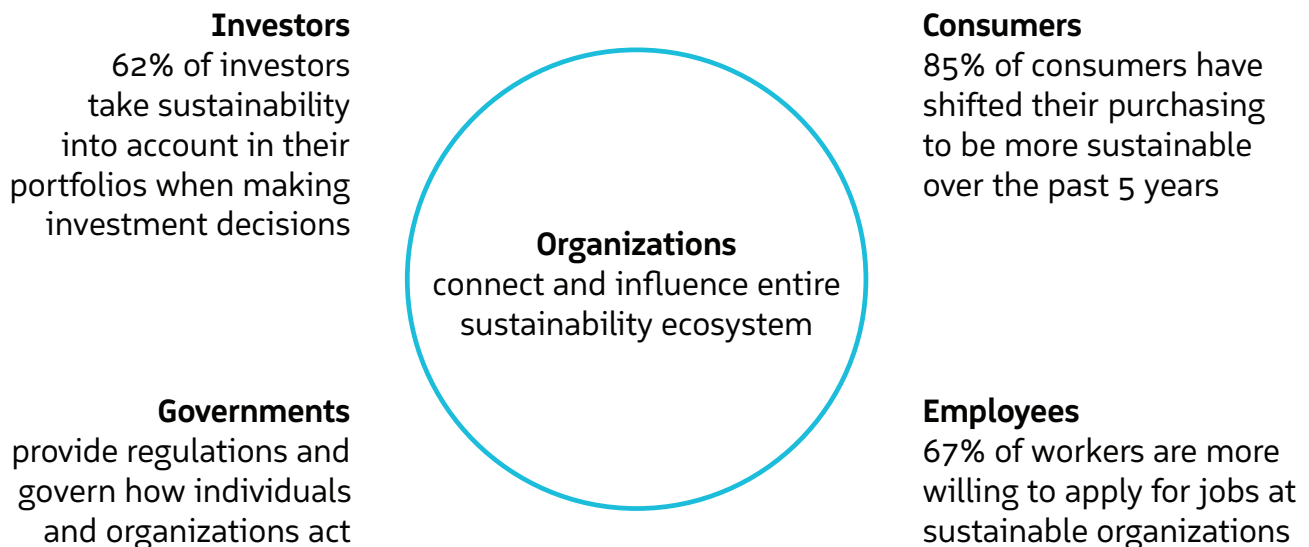 Investors
62% of investors
take sustainability
into account in their
portfolios when making
investment decisions
Consumers
85% of consumers have
shifted their purchasing
to be more sustainable
over the past 5 years
Organizations
connect and influence entire
sustainability ecosystem
Governments
provide regulations and
govern how individuals
and organizations act
Employees
67% of workers are more
willing to apply for jobs at
sustainable organizations